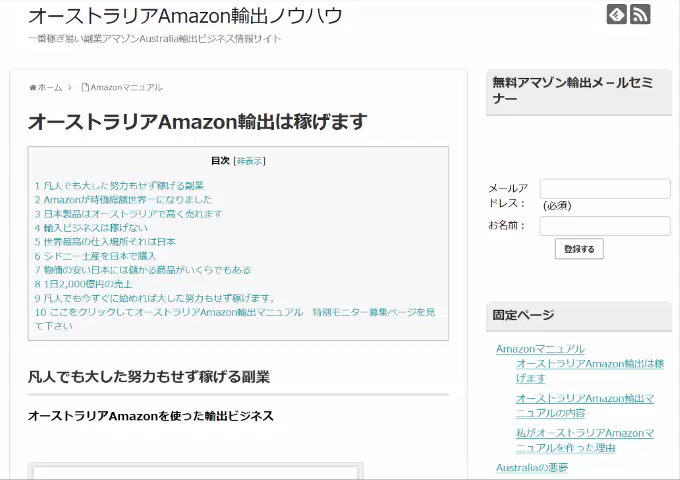 オーストラリアAmazon輸出ノウハウ
一番稼ぎ易い副業アマゾンAustralia輸出ビジネス情報サイト
ホーム > Amazonマニュアル
オーストラリアAmazon輸出は稼げます
目次 [非表示]
1 凡人でも大した努力もせず稼げる副業
2 Amazonが時価総額世界一になりました
3 日本製品はオーストラリアで高く売れます
4 輸入ビジネスは稼げない
5 世界最高の仕入場所それは日本
6 シドニー土産を日本で購入
7 物価の安い日本には儲かる商品がいくらでもある
8 1日2,000億円の売上
9 凡人でも今すぐに始めれば大した努力もせず稼げます。
10 ここをクリックしてオーストラリアAmazon輸出マニュアル 特別モニター募集ページを見
て下さい
凡人でも大した努力もせず稼げる副業
オーストラリアAmazonを使った輸出ビジネス
無料アマゾン輸出メールセミ
ナー
メールア
ドレス：
(必須)
お名前：
登録する
固定ページ
Amazonマニュアル
オーストラリアAmazon輸出は稼
げます
オーストラリアAmazon輸出マ
ニュアルの内容
私がオーストラリアAmazonマ
ニュアルを作った理由
Australiaの悪夢